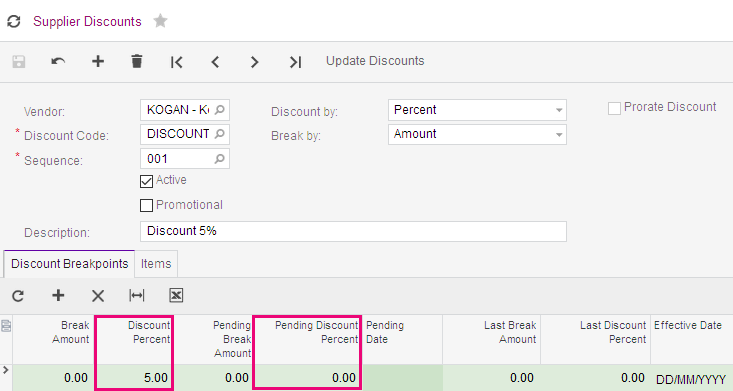 Supplier Discounts
Update Discounts
Vendor: KOGAN - Discount by: Percent Prorate Discount
* Discount Code: DISCOUNT Break by: Amount
* Sequence: 001
Active
Promotional
Description: Discount 5%
Discount Breakpoints Items
Break Amount Discount Percent Pending Break Amount Pending Discount Percent Pending Date Last Break Amount Last Discount Percent Effective Date
0.00 5.00 0.00 0.00 0.00 0.00 DD/MM/YYYY